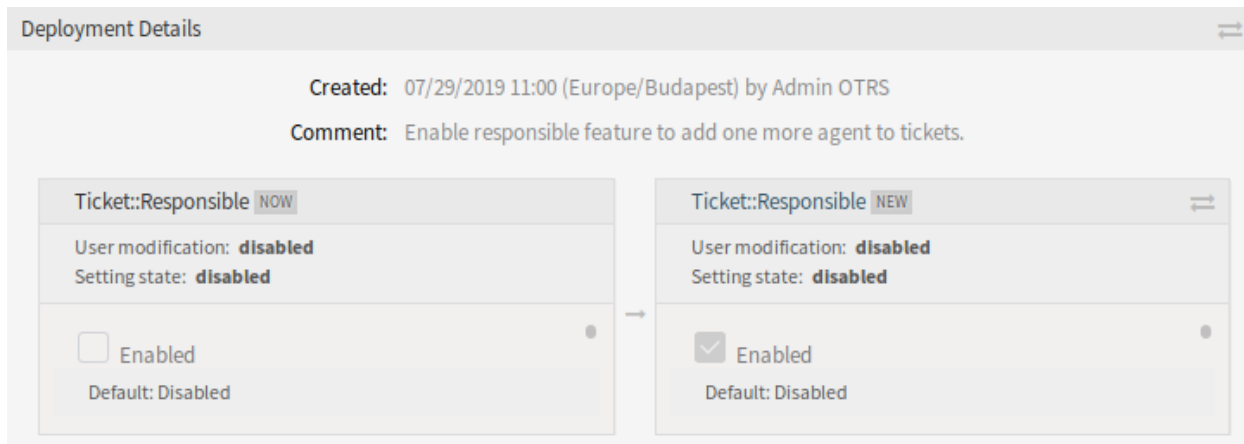 Deployment Details
Created: 07/29/2019 11:00 (Europe/Budapest) by Admin OTRS
Comment: Enable responsible feature to add one more agent to tickets.
Ticket::Responsible NOW
User modification: disabled
Setting state: disabled
Enabled
Default: Disabled
Ticket::Responsible NEW
User modification: disabled
Setting state: disabled
Enabled
Default: Disabled